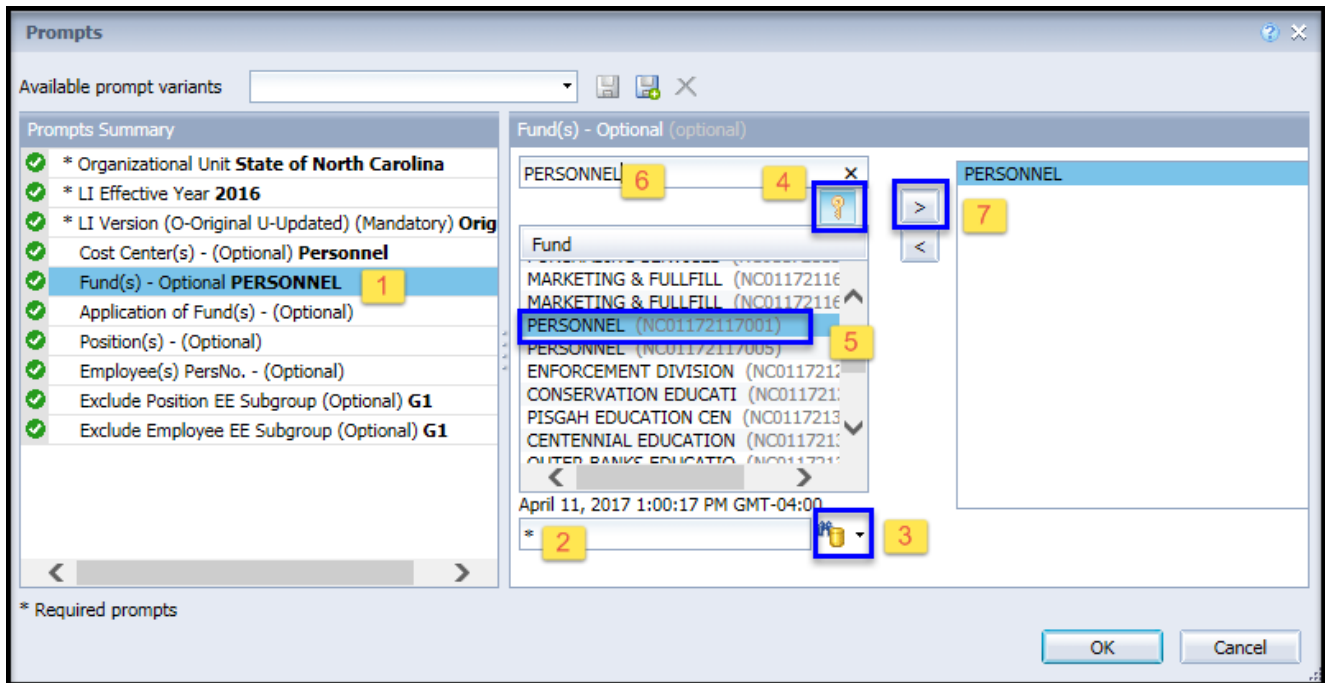 Prompts
Available prompt variants
Prompts Summary
* Organizational Unit State of North Carolina
* LI Effective Year 2016
* LI Version (O-Original U-Updated) (Mandatory) Orig
Cost Center(s) - (Optional) Personnel
Fund(s) - Optional PERSONNEL 1
Application of Fund(s) - (Optional)
Position(s) - (Optional)
Employee(s) PersNo. - (Optional)
Exclude Position EE Subgroup (Optional) G1
Exclude Employee EE Subgroup (Optional) G1
* Required prompts
Fund(s) - Optional (optional)
PERSONNEL 6
4
Fund
MARKETING & FULLFILL (NC01172116
MARKETING & FULLFILL (NC01172116
PERSONNEL (NC01172117001)
5
PERSONNEL (NC01172117005)
ENFORCEMENT DIVISION (NC0117212
CONSERVATION EDUCATI (NC011721
PISGAH EDUCATION CEN (NC0117213
CENTENNIAL EDUCATION (NC011721
OUTER BANKS EDUCATIO
April 11, 2017 1:00:17 PM GMT-04:00
* 2
3
>
7
<
PERSONNEL
OK
Cancel